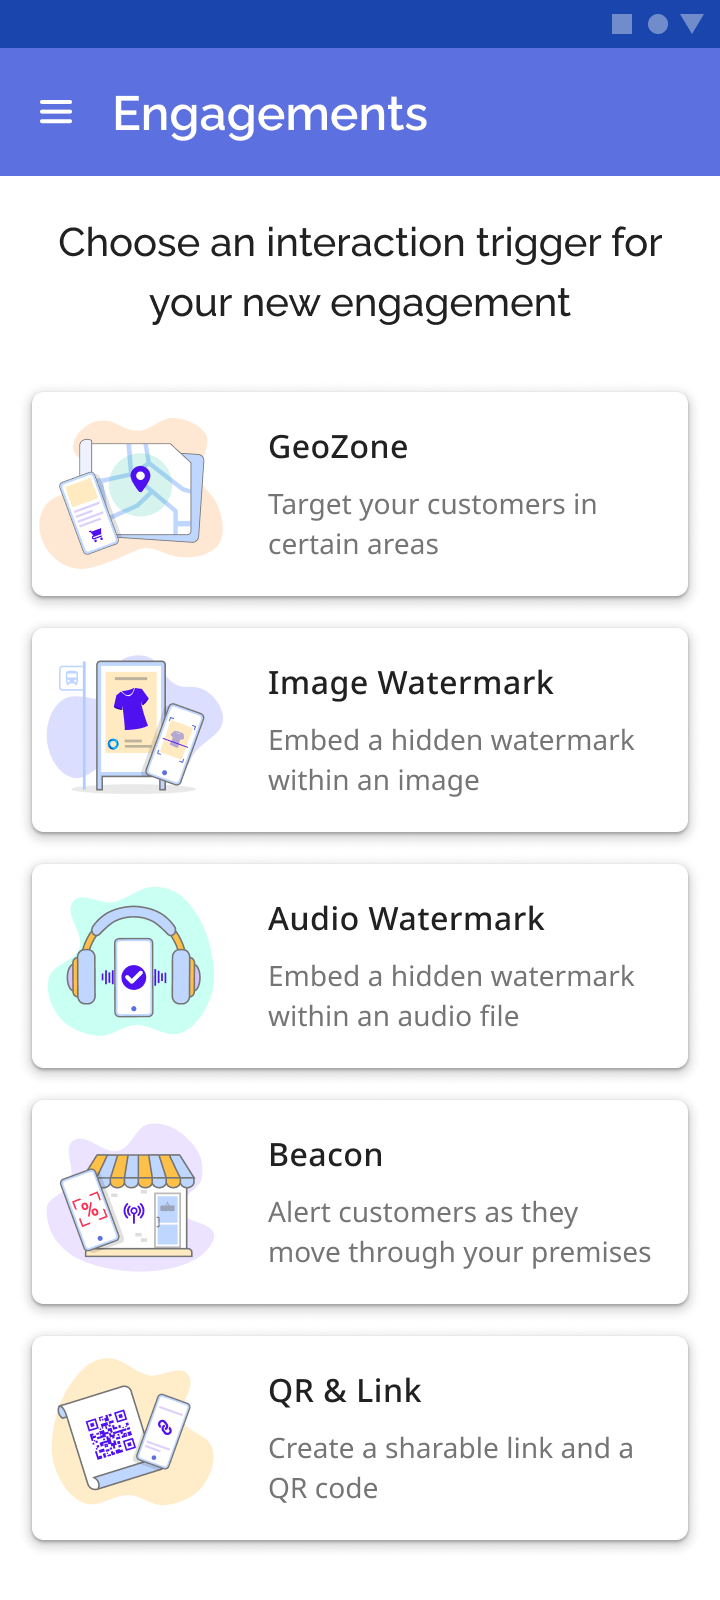 Engagements
Choose an interaction trigger for
your new engagement
GeoZone
Target your customers in
certain areas
Image Watermark
Embed a hidden watermark
within an image
Audio Watermark
Embed a hidden watermark
within an audio file
Beacon
Alert customers as they
move through your premises
%
QR & Link
Create a sharable link and a
QR code